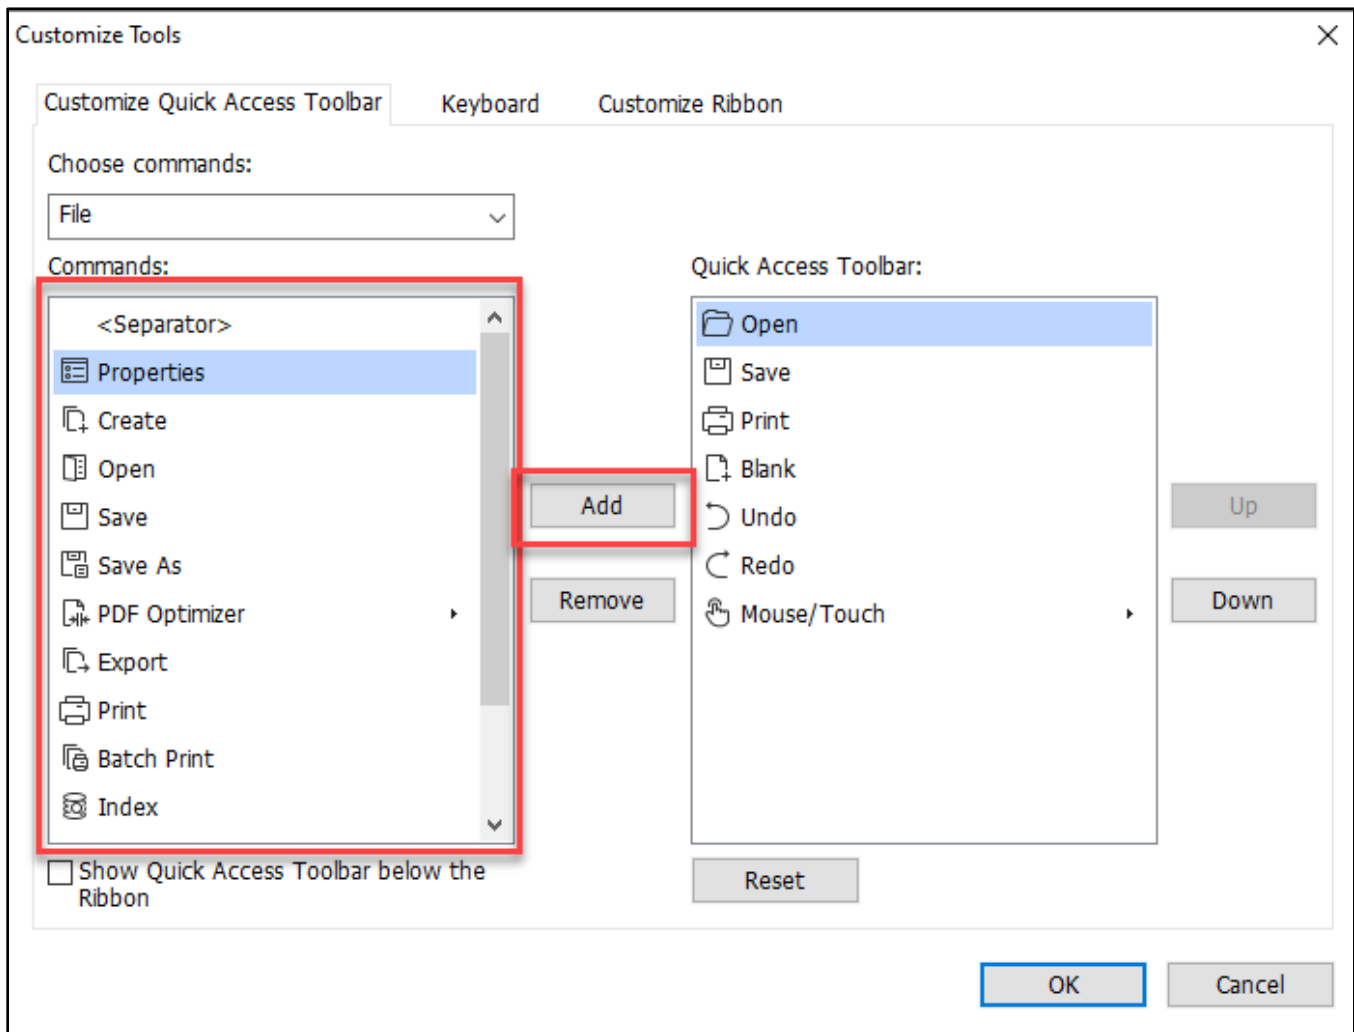 Customize Tools
Customize Quick Access Toolbar
Keyboard
Customize Ribbon
Choose commands:
File
Commands:
<Separator>
Properties
Create
Open
Save
Save As
PDF Optimizer
Export
Print
Batch Print
Index
Show Quick Access Toolbar below the
Ribbon
Add
Remove
Quick Access Toolbar:
Open
Save
Print
Blank
Undo
Redo
Mouse/Touch
Reset
Up
Down
OK
Cancel